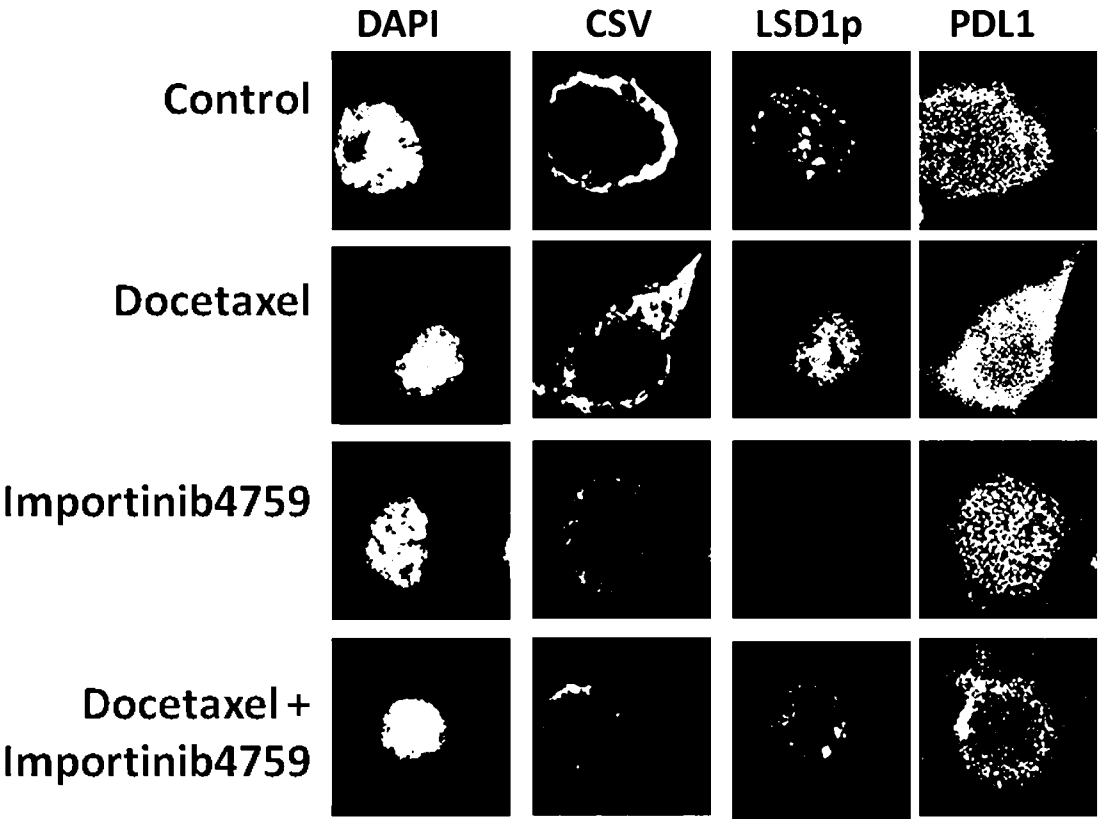 DAPI CSV LSD1p PDL1
Control
Docetaxel
Importinib4759
Docetaxel +
Importinib4759